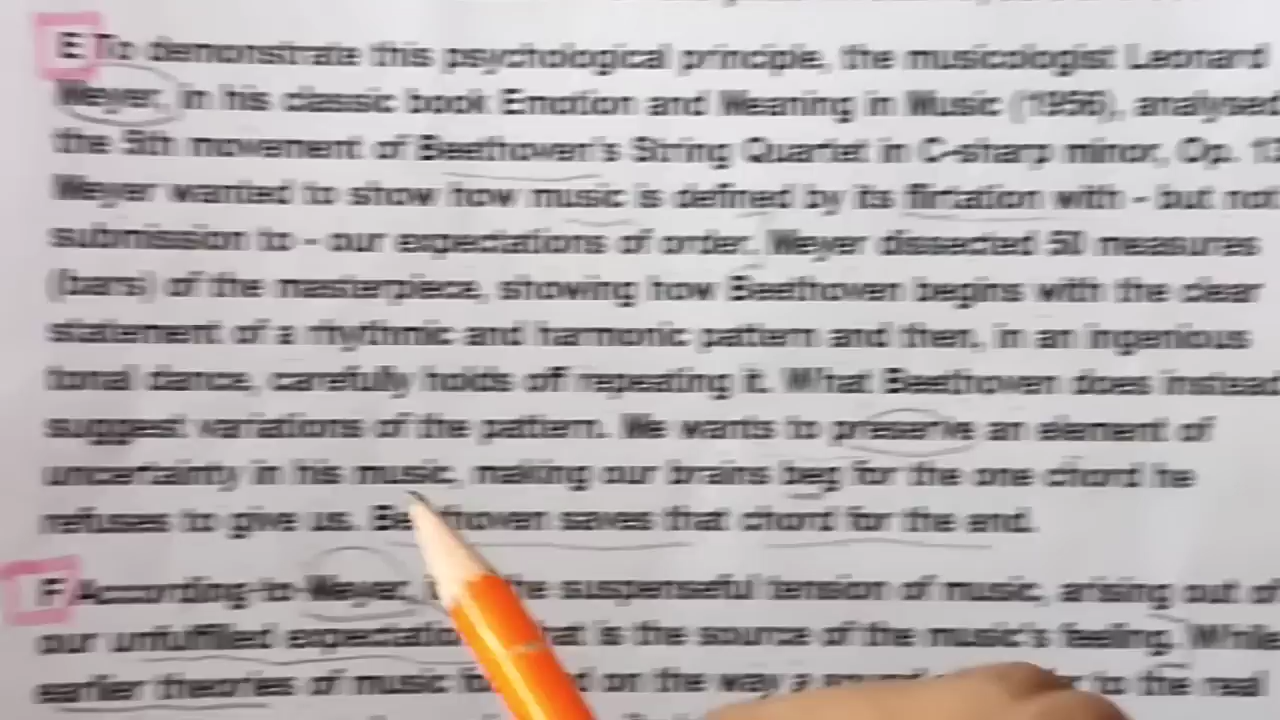 E To demonstrate this psychological principle, the musicologist Leonard
Meyer, in his classic book Emotion and Meaning in Music (1956), analysed
the 5th movement of Beethoven's String Quartet in C-sharp minor, Op. 13
Meyer wanted to show how music is defined by its flirtation with - but not
submission to - our expectations of order. Meyer dissected 50 measures
(bars) of the masterpiece, showing how Beethoven begins with the clear
statement of a rhythmic and harmonic pattern and then, in an ingenious
tonal dance, carefully holds off repeating it. What Beethoven does instead
suggest variations of the pattern. We wants to preserve an element of
uncertainty in his music, making our brains beg for the one chord he
refuses to give us. Beethoven saves that chord for the end.
F According to Meyer, the suspenseful tension of music, arising out of
our unfulfilled expectations that is the source of the music's feeling. While
earlier theories of music on the way a to the real